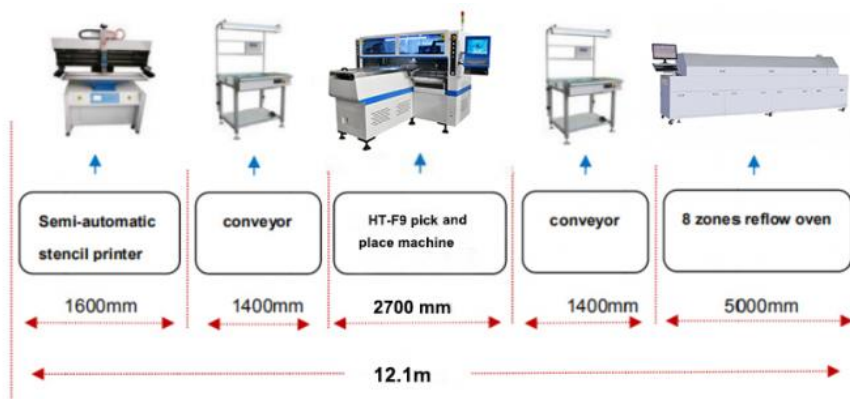 Semi-automatic
stencil printer
conveyor
HT-F9 pick and
place machine
conveyor
8 zones reflow oven
1600mm
1400mm
2700 mm
1400mm
5000mm
12.1m